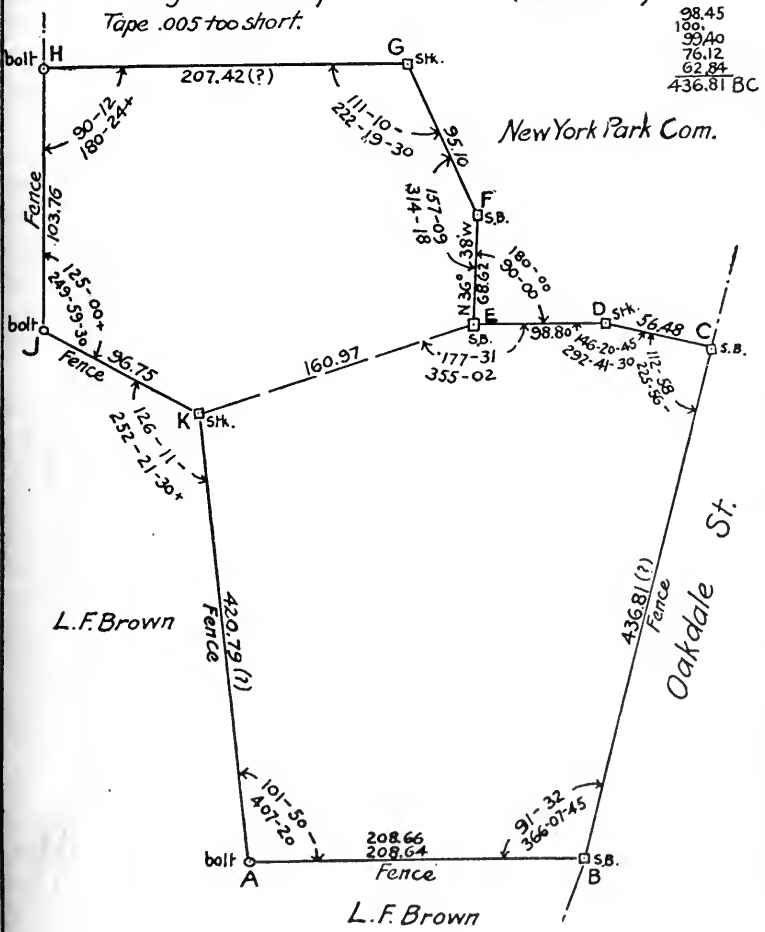 Tape .005 too short.
98.45
100.
99.40
76.12
62.84
436.81 BC
bolt H
G Stk.
207.42 (?)
90-12
180-24+
111-10-
222-19-30
95.10
New York Park Com.
Fence
103.76
157-09
314-18
F
S.B.
N 36° 38' W
68.62
180-00
90-00
125-00+
249-59-30
bolt
J
Fence
96.75
E
S.B.
98.80
D Stk.
56.48
C
S.B.
146-20-45
292-41-30
112-58
225-56-
160.97
177-31
355-02
K
Stk.
126-11-
252-21-30+
L.F. Brown
Fence
420.79 (?)
436.81 (?)
Fence
Oakdale St.
101-50
407-20
91-32
366-07-45
208.66
208.64
bolt
A
Fence
B
S.B.
L.F. Brown